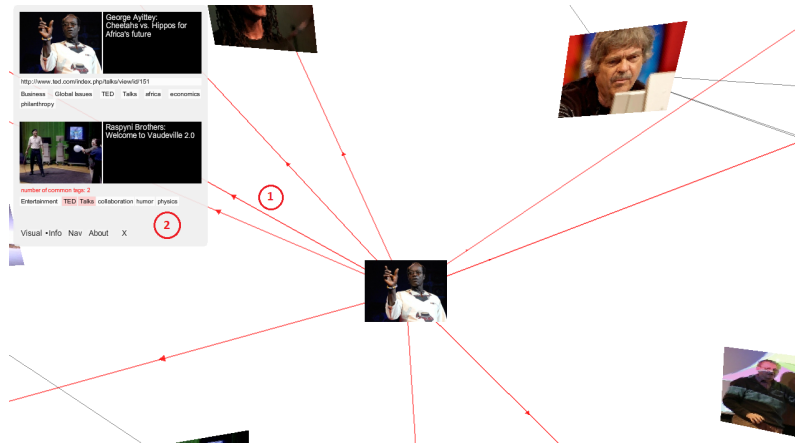 George Ayittey:
Cheetahs vs. Hippos for
Africa's future
http://www.ted.com/index.php/talks/view/id/151
Business Global Issues TED Talks africa economics
philanthropy
Raspyni Brothers:
Welcome to Vaudeville 2.0
number of common tags: 2
Entertainment TED Talks collaboration humor physics
Visual •Info Nav About X
1
2